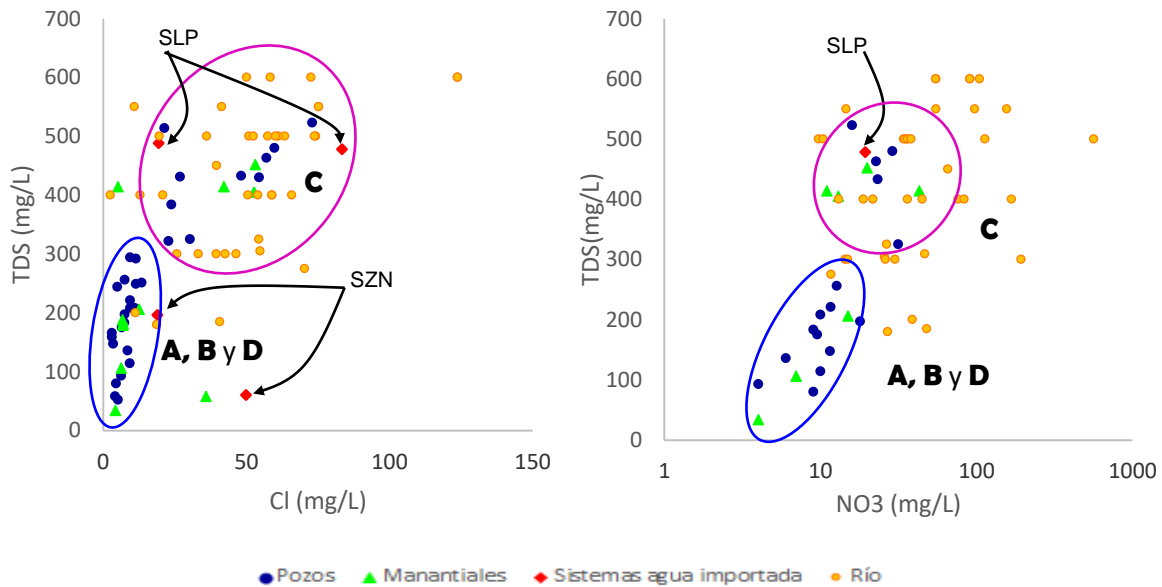 700
600
500
400
300
200
100
0
TDS (mg/L)
0
50
100
150
Cl (mg/L)
SLP
C
SZN
A, B y D
700
600
500
400
300
200
100
0
TDS(mg/L)
1
10
100
1000
NO3 (mg/L)
SLP
C
A, B y D
Pozos Manantiales Sistemas agua importada Río